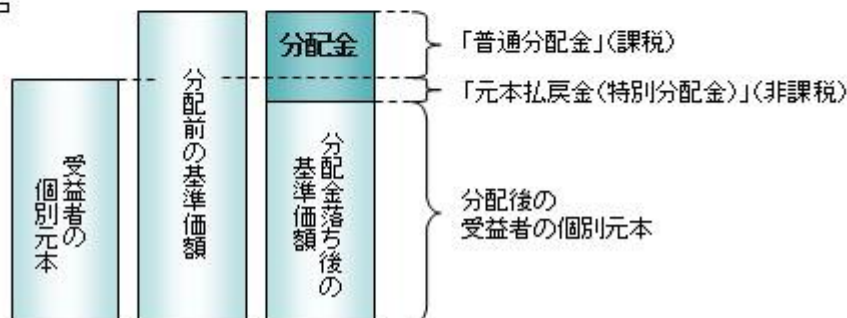 分配金
「普通分配金」(課税)
「元本払戻金(特別分配金)」(非課税)
受益者の
個別元本
分配前の基準価額
分配金落ち後の
基準価額
分配後の
受益者の個別元本